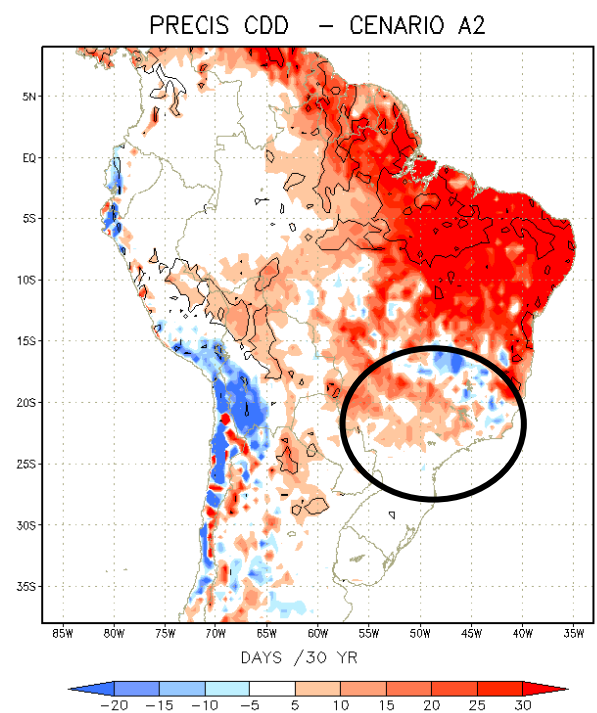 PRECIS CDD – CENARIO A2
5N
EQ
5S
10S
15S
20S
25S
30S
35S
85W 80W 75W 70W 65W 60W 55W 50W 45W 40W 35W
DAYS /30 YR
−20 −15 −10 −5 5 10 15 20 25 30